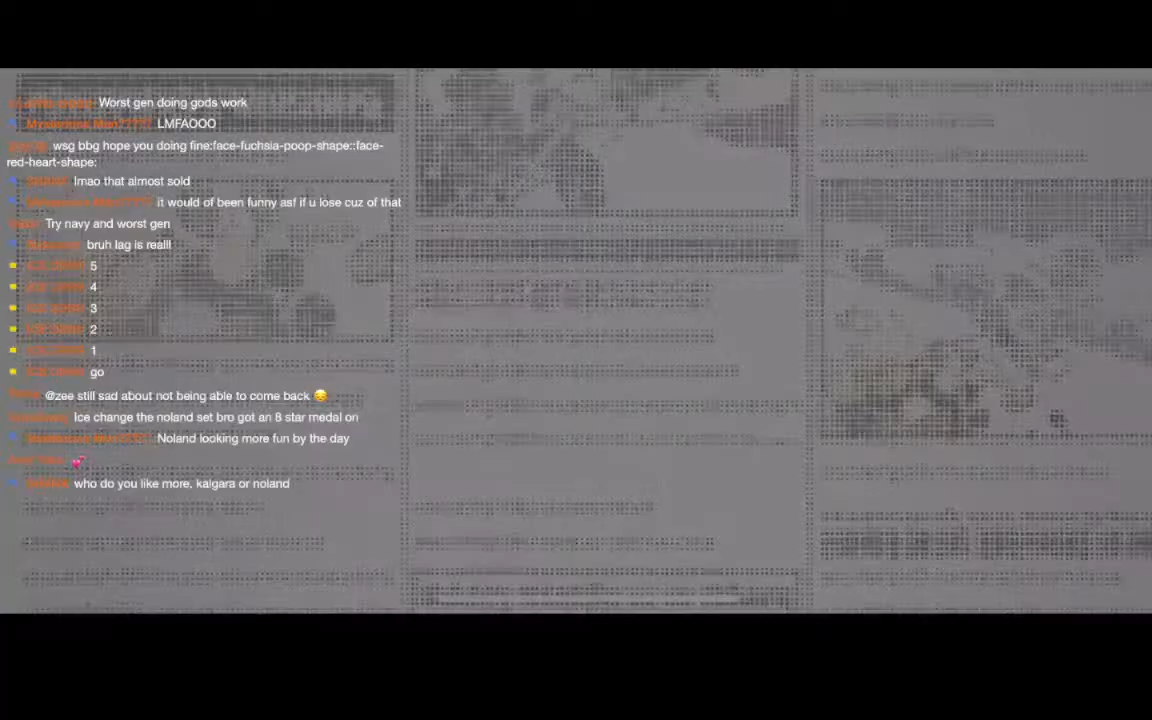 Worst gen doing gods work
LMFAOOO
wsg bbg hope you doing fine:face-fuchsia-poop-shape::face-
red-heart-shape:
lmao that almost sold
it would of been funny asf if u lose cuz of that
Try navy and worst gen
bruh lag is reall!
5
4
3
2
1
go
@zee still sad about not being able to come back 😔
Ice change the noland set bro got an 8 star medal on
Noland looking more fun by the day
💕
who do you like more, kalgara or noland